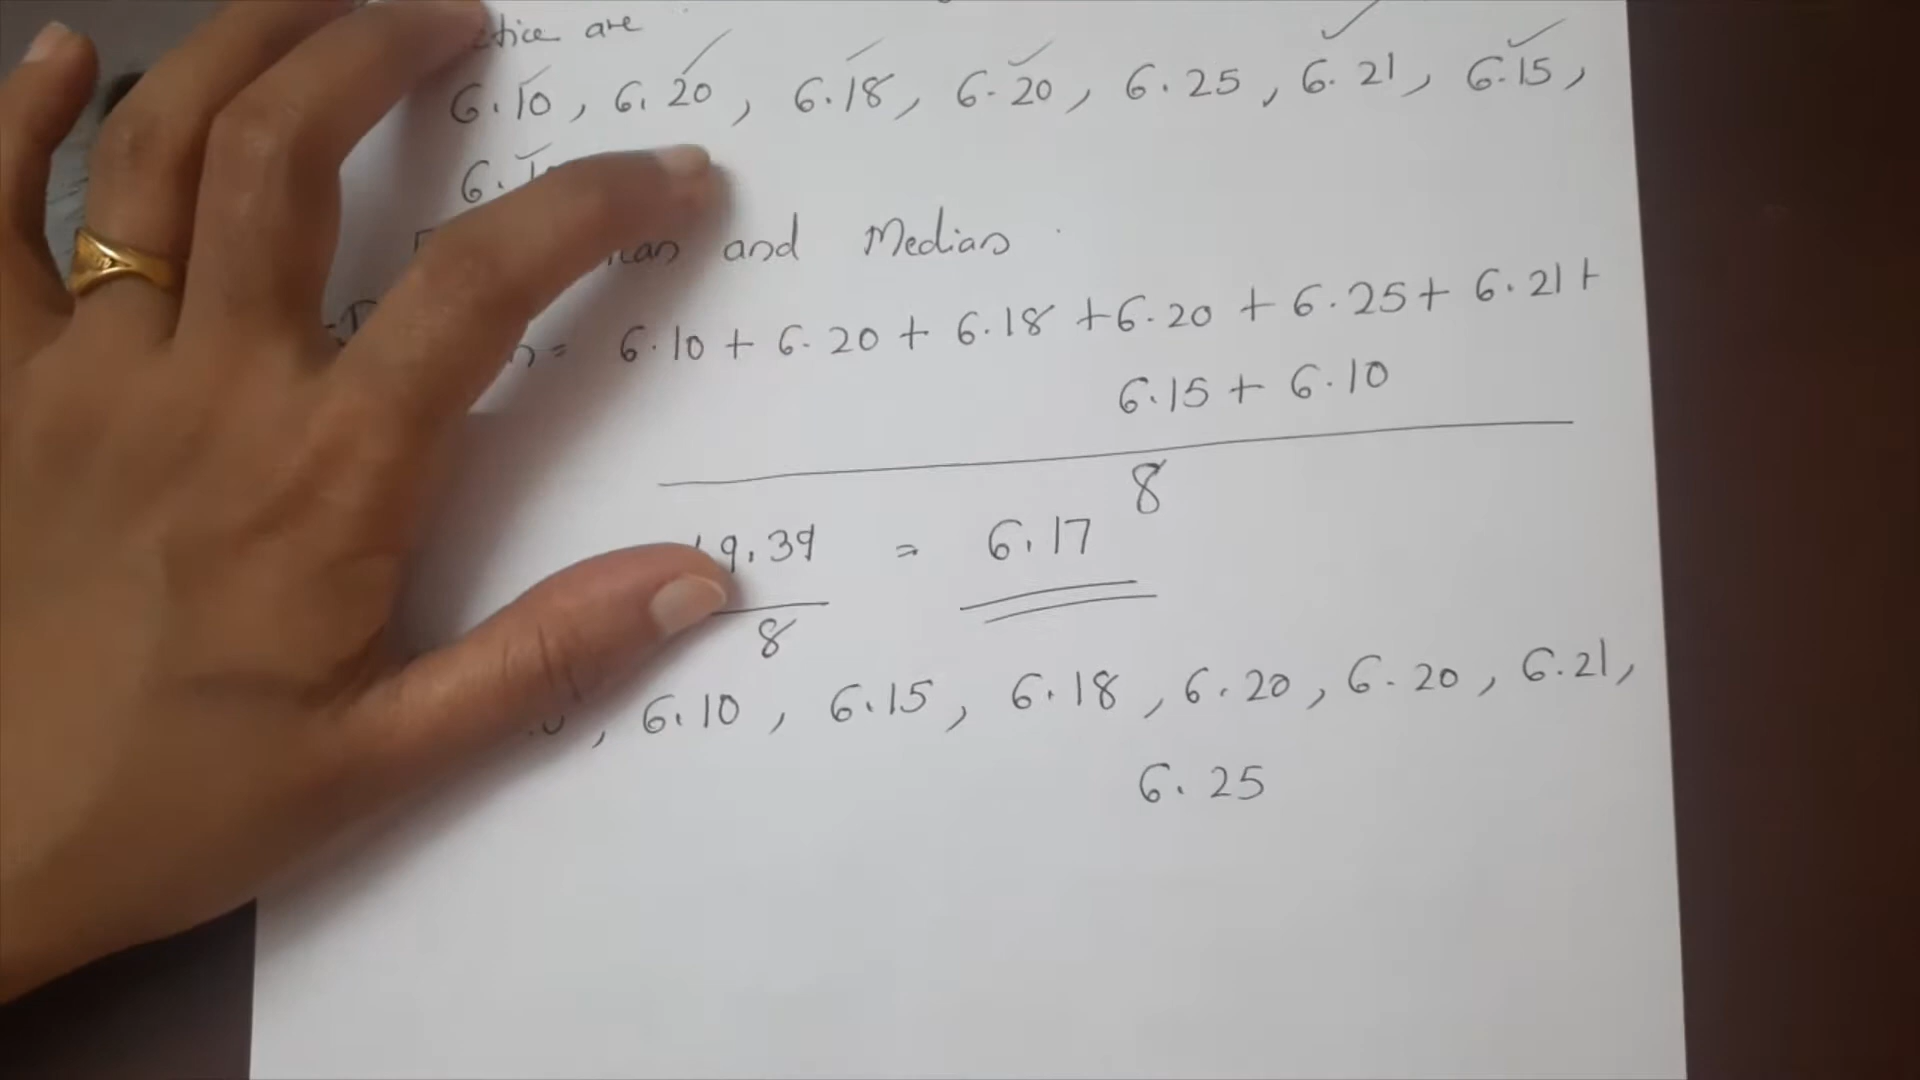 are
6.10, 6.20, 6.18, 6.20, 6.25, 6.21, 6.15,
6.
and Median
= 6.10 + 6.20 + 6.18 + 6.20 + 6.25 + 6.21 +
6.15 + 6.10
8
9.39 = 6.17
8
, 6.10, 6.15, 6.18, 6.20, 6.20, 6.21,
6.25